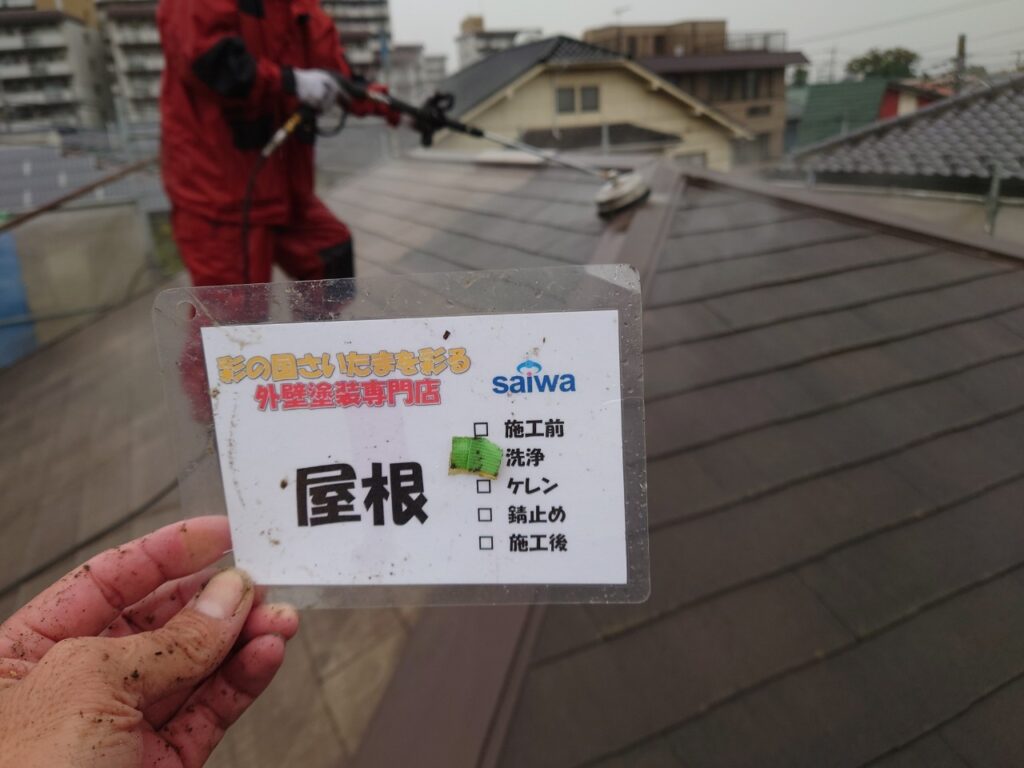 彩の国さいたまを彩る
外壁塗装専門店
saiwa
屋根
□ 施工前
洗浄
□ ケレン
□ 錆止め
□ 施工後